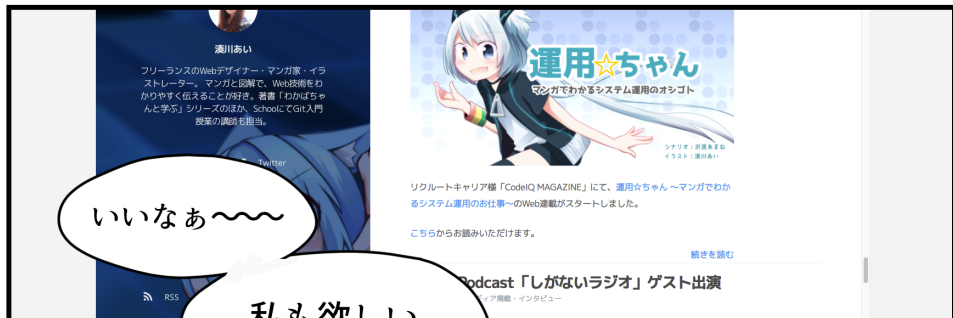 湊川あい
フリーランスのWebデザイナー・マンガ家・イラ
ストレーター。 マンガと図解で、Web技術をわ
かりやすく伝えることが好き。著書「わかばちゃ
んと学ぶ」シリーズのほか、SchooにてGit入門
授業の講師も担当。
Twitter
いいなぁ〜〜〜
RSS
私も欲しい
運用☆ちゃん
マンガでわかるシステム運用のオシゴト
シナリオ：沢渡あまね
イラスト：湊川あい
リクルートキャリア様「CodeIQ MAGAZINE」にて、運用☆ちゃん 〜マンガでわか
るシステム運用のお仕事〜のWeb連載がスタートしました。
こちらからお読みいただけます。
続きを読む
Podcast「しがないラジオ」ゲスト出演
ディア掲載・インタビュー